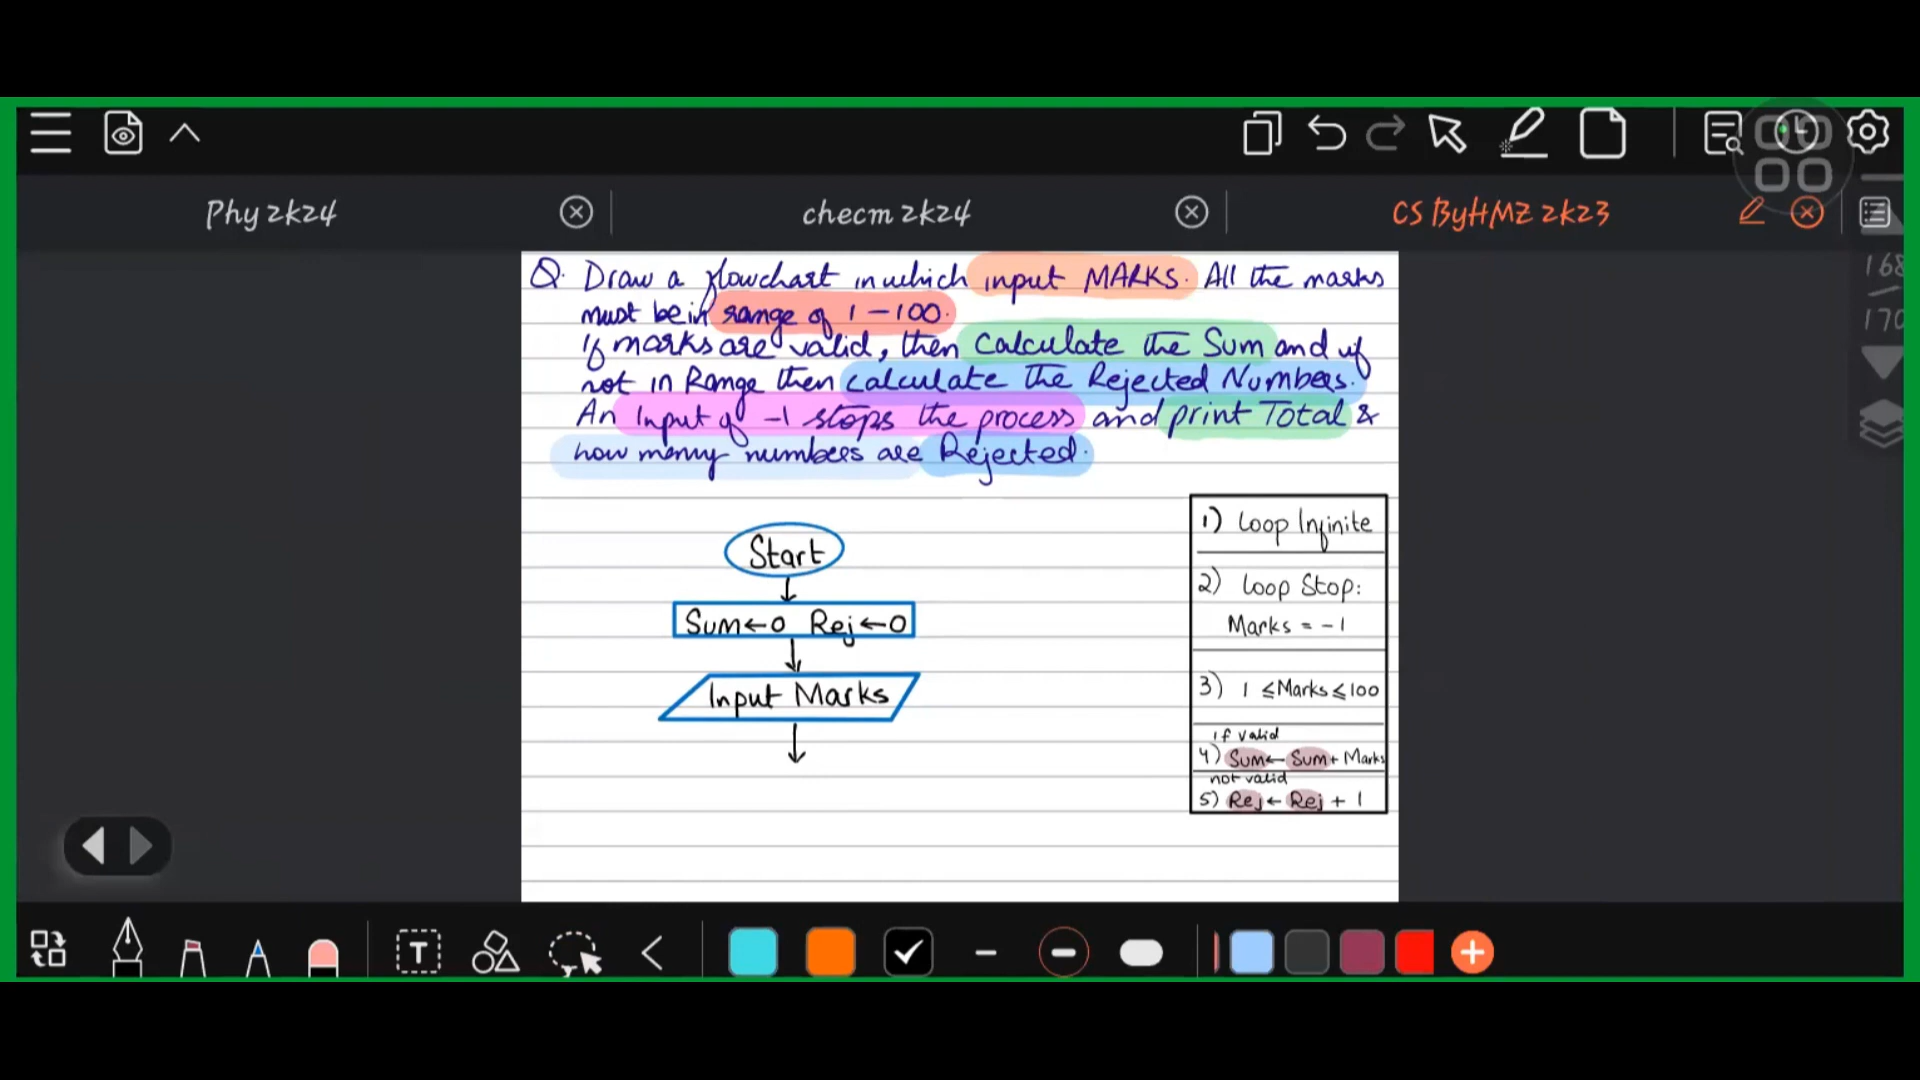 Phy 2k24
checm 2k24
CS ByHMZ 2k23
168
170
Q. Draw a flowchart in which input MARKS. All the marks
must be in range of 1 – 100.
If marks are valid, then Calculate the Sum and if
not in Range then calculate the Rejected Numbers.
An Input of -1 stops the process and print Total &
how many numbers are Rejected.
Start
Sum←0 Rej←0
Input Marks
1) Loop Infinite
2) Loop Stop:
Marks = -1
3) 1 ≤Marks≤100
if valid
4) Sum← Sum+ Marks
not valid
5) Rej← Rej + 1
T